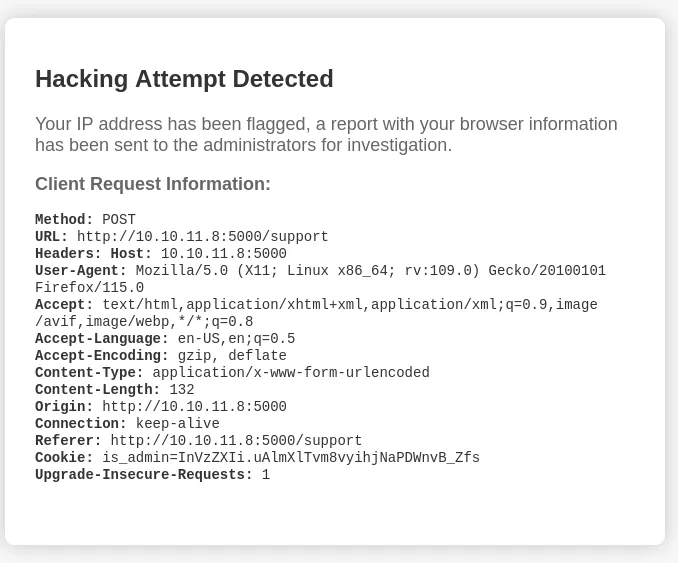 Hacking Attempt Detected
Your IP address has been flagged, a report with your browser information
has been sent to the administrators for investigation.
Client Request Information:
Method: POST
URL: http://10.10.11.8:5000/support
Headers: Host: 10.10.11.8:5000
User-Agent: Mozilla/5.0 (X11; Linux x86_64; rv:109.0) Gecko/20100101
Firefox/115.0
Accept: text/html,application/xhtml+xml,application/xml;q=0.9,image
/avif,image/webp,*/*;q=0.8
Accept-Language: en-US,en;q=0.5
Accept-Encoding: gzip, deflate
Content-Type: application/x-www-form-urlencoded
Content-Length: 132
Origin: http://10.10.11.8:5000
Connection: keep-alive
Referer: http://10.10.11.8:5000/support
Cookie: is_admin=InVzZXIi.uAlmXlTvm8vyihjNaPDWnvB_Zfs
Upgrade-Insecure-Requests: 1